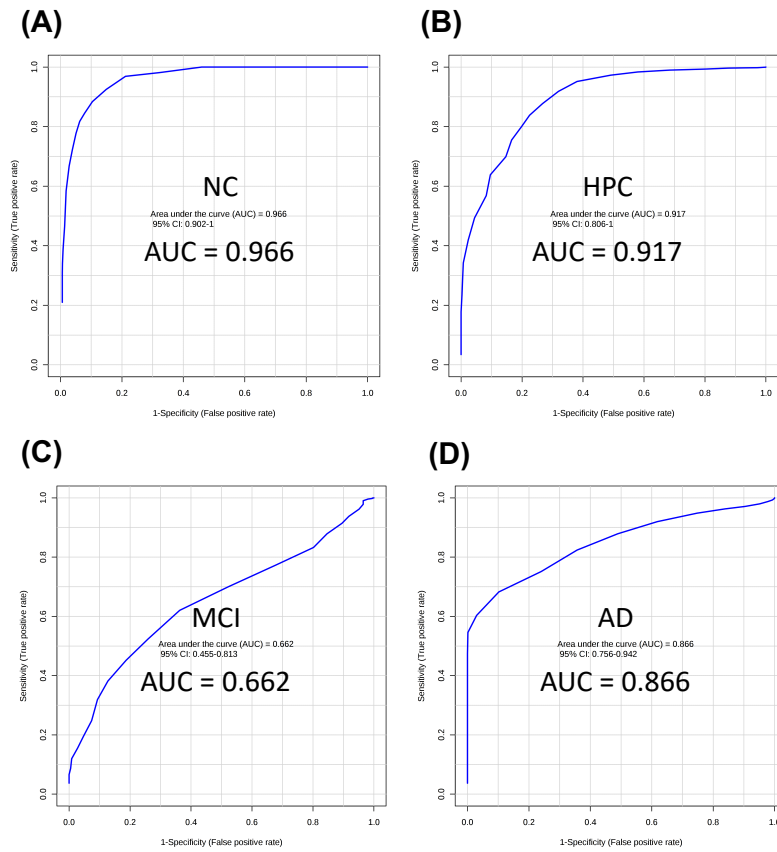 (A)
1.0
0.8
0.6
0.4
0.2
0.0
Sensitivity (True positive rate)
NC
Area under the curve (AUC) = 0.966
95% CI: 0.902-1
AUC = 0.966
0.0 0.2 0.4 0.6 0.8 1.0
1-Specificity (False positive rate)
(B)
1.0
0.8
0.6
0.4
0.2
0.0
Sensitivity (True positive rate)
HPC
Area under the curve (AUC) = 0.917
95% CI: 0.806-1
AUC = 0.917
0.0 0.2 0.4 0.6 0.8 1.0
1-Specificity (False positive rate)
(C)
1.0
0.8
0.6
0.4
0.2
0.0
Sensitivity (True positive rate)
MCI
Area under the curve (AUC) = 0.662
95% CI: 0.455-0.813
AUC = 0.662
0.0 0.2 0.4 0.6 0.8 1.0
1-Specificity (False positive rate)
(D)
1.0
0.8
0.6
0.4
0.2
0.0
Sensitivity (True positive rate)
AD
Area under the curve (AUC) = 0.866
95% CI: 0.756-0.942
AUC = 0.866
0.0 0.2 0.4 0.6 0.8 1.0
1-Specificity (False positive rate)